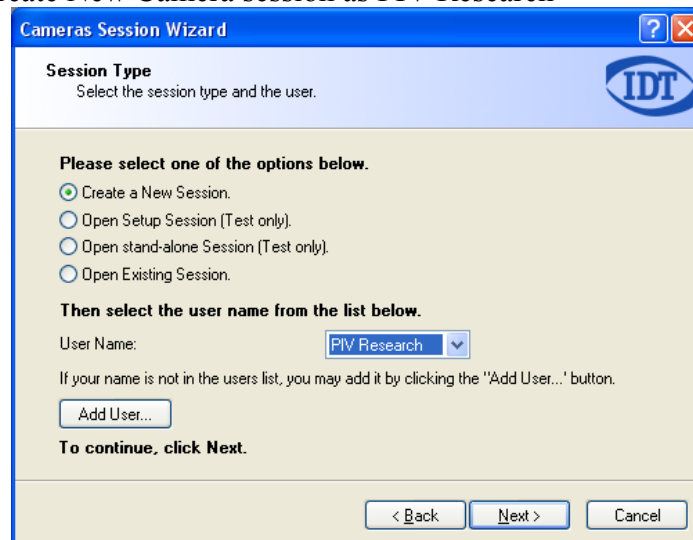 reate New Camera session as PIV Research
Cameras Session Wizard
Session Type
Select the session type and the user.
IDT
Please select one of the options below.
Create a New Session.
Open Setup Session (Test only).
Open stand-alone Session (Test only).
Open Existing Session.
Then select the user name from the list below.
User Name: PIV Research
If your name is not in the users list, you may add it by clicking the "Add User...' button.
Add User...
To continue, click Next.
< Back Next > Cancel